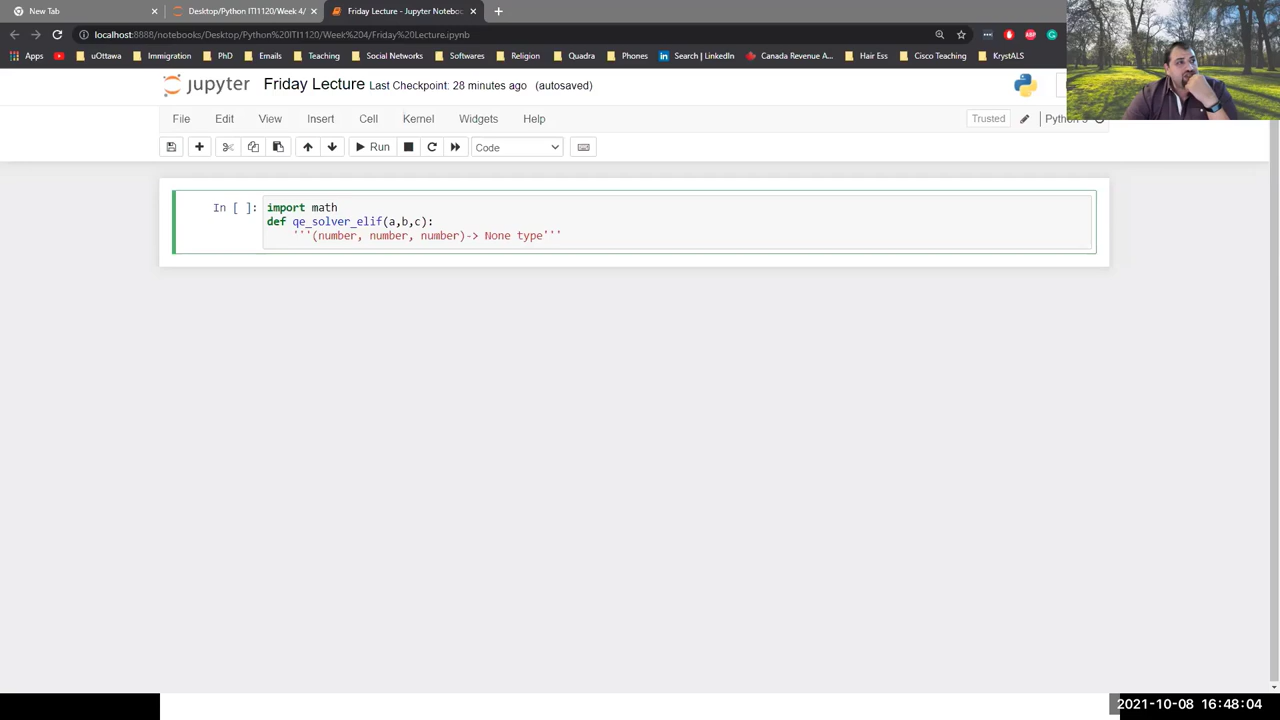 New Tab
Desktop/Python ITI1120/Week 4/
Friday Lecture - Jupyter Notebo
localhost:8888/notebooks/Desktop/Python%20ITI1120/Week%204/Friday%20Lecture.ipynb
Apps uOttawa Immigration PhD Emails Teaching Social Networks Softwares Religion Quadra Phones Search | LinkedIn Canada Revenue A... Hair Ess Cisco Teaching KrystALS
jupyter Friday Lecture Last Checkpoint: 28 minutes ago (autosaved)
File Edit View Insert Cell Kernel Widgets Help Trusted Python 3
Run Code
In [ ]: import math
def qe_solver_elif(a,b,c):
'''(number, number, number)-> None type'''
2021-10-08 16:48:04